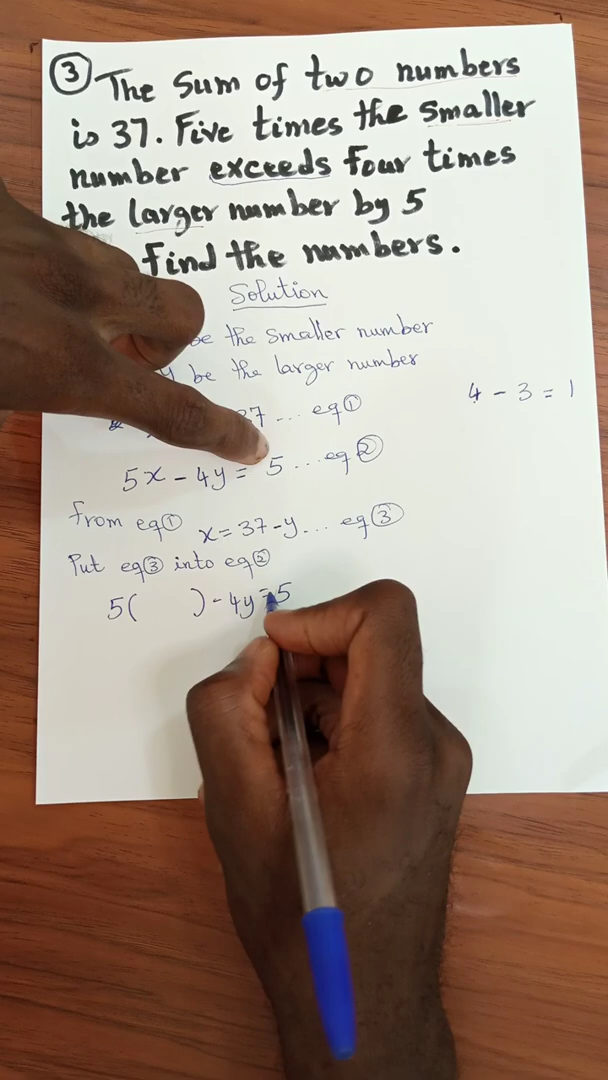 ③ The Sum of two numbers
is 37. Five times the smaller
number exceeds four times
the larger number by 5
find the numbers.
Solution
be the smaller number
y be the larger number
37 ... eq①
4 - 3 = 1
5x - 4y = 5 ... eq②
from eq① x = 37 - y ... eq③
Put eq③ into eq②
5( ) - 4y = 5